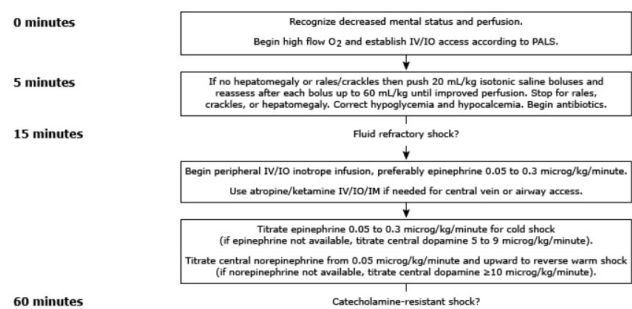 0 minutes
Recognize decreased mental status and perfusion.
Begin high flow O2 and establish IV/IO access according to PALS.
5 minutes
If no hepatomegaly or rales/crackles then push 20 mL/kg isotonic saline boluses and
reassess after each bolus up to 60 mL/kg until improved perfusion. Stop for rales,
crackles, or hepatomegaly. Correct hypoglycemia and hypocalcemia. Begin antibiotics.
15 minutes
Fluid refractory shock?
Begin peripheral IV/IO inotrope infusion, preferably epinephrine 0.05 to 0.3 microg/kg/minute.
Use atropine/ketamine IV/IO/IM if needed for central vein or airway access.
Titrate epinephrine 0.05 to 0.3 microg/kg/minute for cold shock
(if epinephrine not available, titrate central dopamine 5 to 9 microg/kg/minute).
Titrate central norepinephrine from 0.05 microg/kg/minute and upward to reverse warm shock
(if norepinephrine not available, titrate central dopamine ≥10 microg/kg/minute).
60 minutes
Catecholamine-resistant shock?